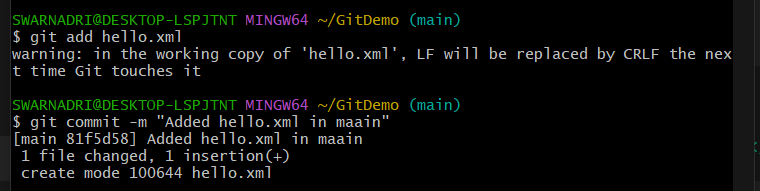 SWARNADRI@DESKTOP-LSPJTNT MINGW64 ~/GitDemo (main)
$ git add hello.xml
warning: in the working copy of 'hello.xml', LF will be replaced by CRLF the nex
t time Git touches it
SWARNADRI@DESKTOP-LSPJTNT MINGW64 ~/GitDemo (main)
$ git commit -m "Added hello.xml in maain"
[main 81f5d58] Added hello.xml in maain
 1 file changed, 1 insertion(+)
 create mode 100644 hello.xml